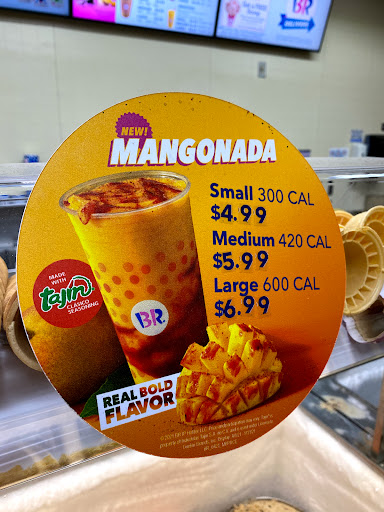 BR
NEW!
MANGONADA
Small 300 CAL
$4.99
Medium 420 CAL
$5.99
Large 600 CAL
$6.99
MADE
WITH
Tajín
CLÁSICO
SEASONING
BR
REAL BOLD
FLAVOR